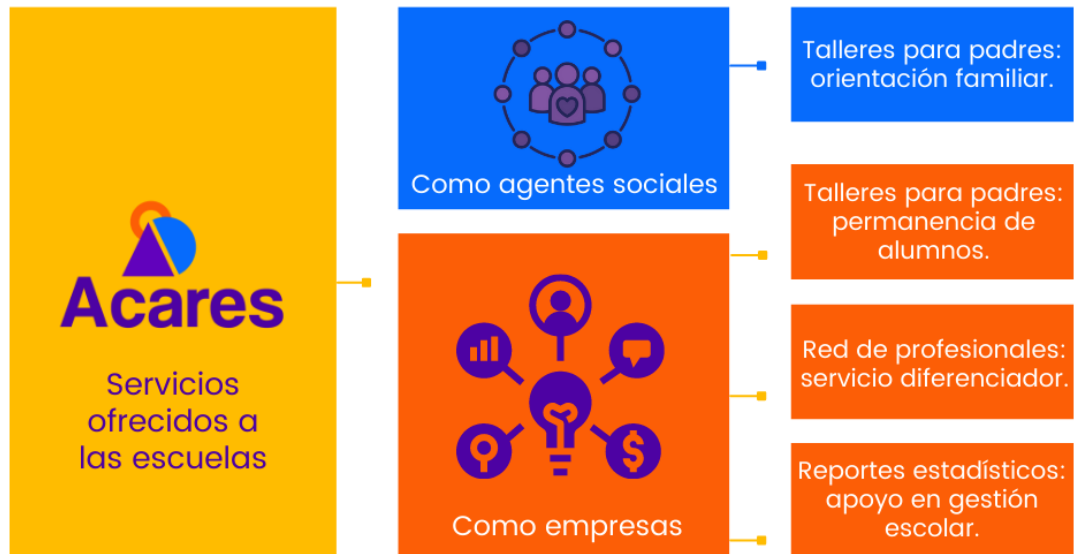 Acares
Servicios
ofrecidos a
las escuelas
Como agentes sociales
Talleres para padres:
orientación familiar.
Como empresas
$
Talleres para padres:
permanencia de
alumnos.
Red de profesionales:
servicio diferenciador.
Reportes estadísticos:
apoyo en gestión
escolar.